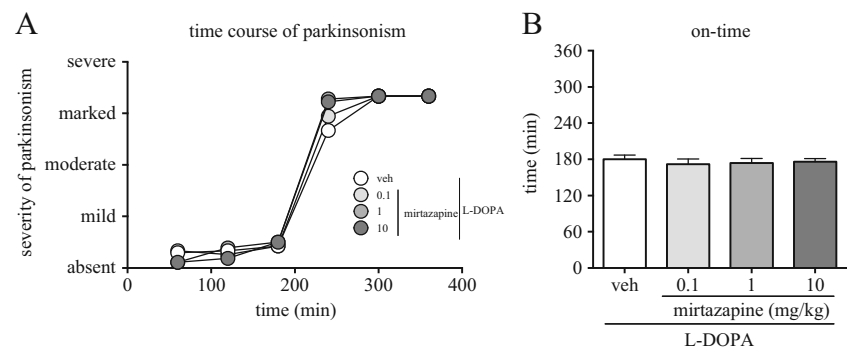 A
time course of parkinsonism
severe
marked
moderate
mild
absent
severity of parkinsonism
0
100
200
300
400
time (min)
veh
0.1
1
10
mirtazapine
L-DOPA
B
on-time
360
300
240
180
120
60
0
time (min)
veh
0.1
1
10
mirtazapine (mg/kg)
L-DOPA